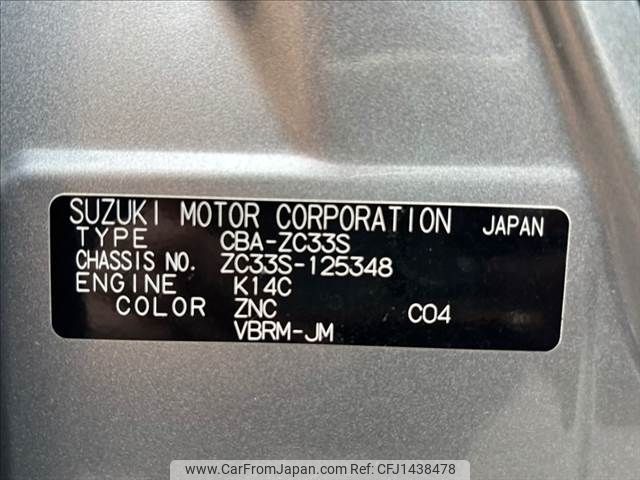 SUZUKI MOTOR CORPORATION JAPAN
TYPE CBA-ZC33S
CHASSIS NO. ZC33S-125348
ENGINE K14C
COLOR ZNC C04
VBRM-JM
www.CarFromJapan.com CFJ1438478